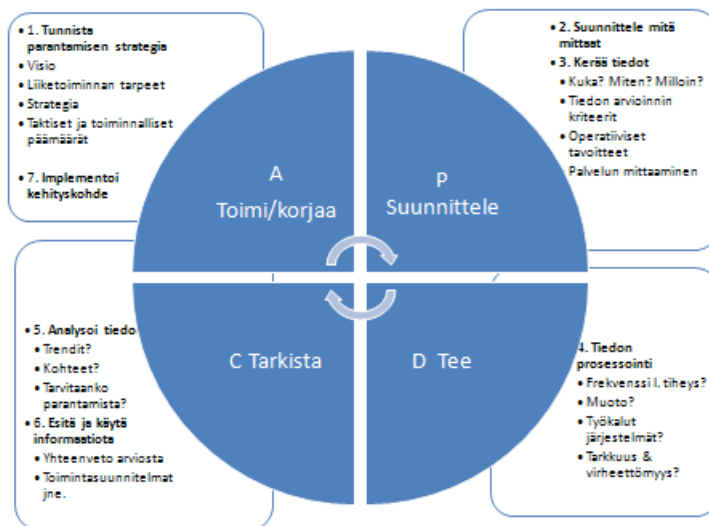 • 1. Tunnista
parantamisen strategia
• Visio
• Liiketoiminnan tarpeet
• Strategia
• Taktiset ja toiminnalliset
päämäärät
• 7. Implementoi
kehityskohde
• 2. Suunnittele mitä
mittaat
• 3. Kerää tiedot
• Kuka? Miten? Milloin?
• Tiedon arvioinnin
kriteerit
• Operatiiviset
tavoitteet
Palvelun mittaaminen
A
Toimi/korjaa
P
Suunnittele
C Tarkista
D Tee
• 5. Analysoi
• Trendit?
• Kohteet?
• Tarvitaanko
parantamista?
• 6. Esitä ja käytä
informaatiota
• Yhteenveto arviosta
• Toimintasuunnitelmat
jne.
4. Tiedon
prosessointi
• Frekvenssi l. tiheys?
• Muoto?
• Työkalut
järjestelmät?
• Tarkkuus &
virheettömyys?